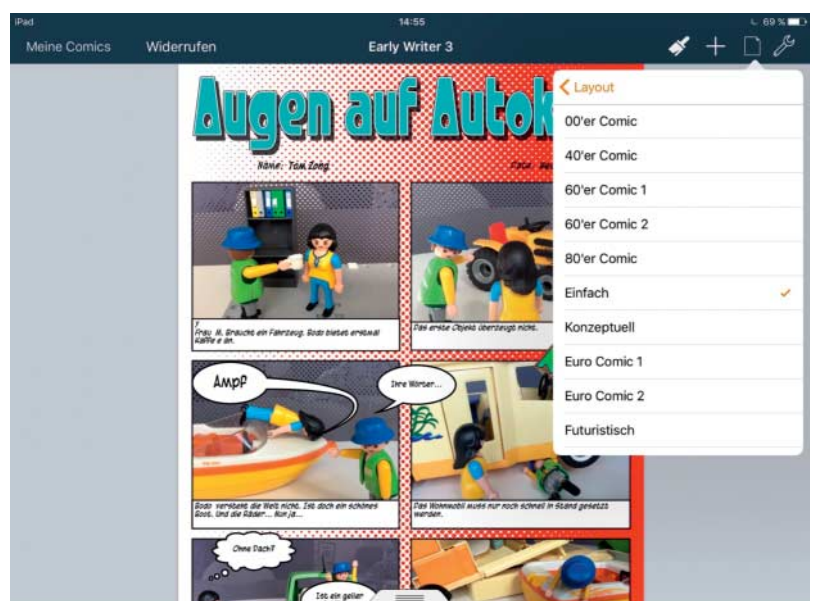 iPad 14:55 69 %
Meine Comics Widerrufen Early Writer 3
Layout
00'er Comic
40'er Comic
60'er Comic 1
60'er Comic 2
80'er Comic
Einfach
Konzeptuell
Euro Comic 1
Euro Comic 2
Futuristisch
Augen auf Autok
Name: Tom Zong
Frau M. Braucht ein Fahrzeug. Bodo bietet erstmal
Kaffe e an.
Das erste Objekt überzeugt nicht.
Ampf
Ihre Wörter...
Bodo versteht die Welt nicht. Ist doch ein schönes
Boot. Und die Räder... Nun ja...
Das Wohnmobil muss nur noch schnell in Stand gesetzt
werden.
Ohne Dach?
Ist ein geiler